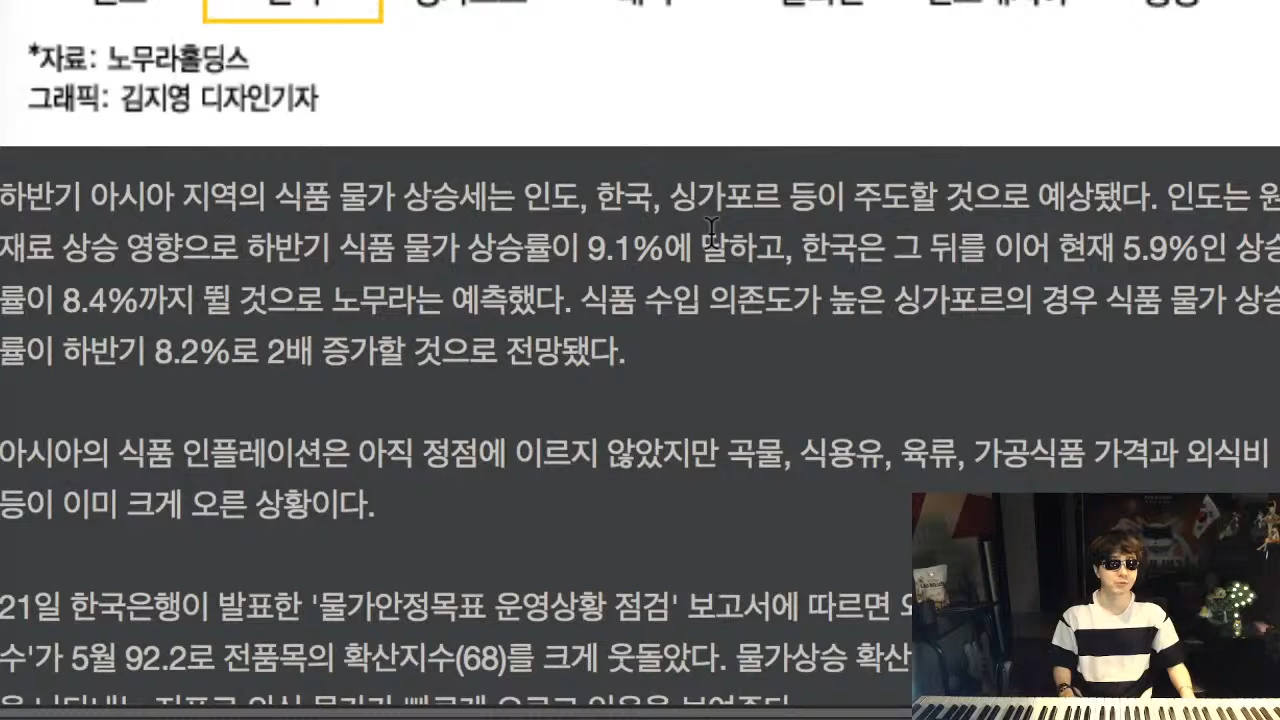 *자료: 노무라홀딩스
그래픽: 김지영 디자인기자
하반기 아시아 지역의 식품 물가 상승세는 인도, 한국, 싱가포르 등이 주도할 것으로 예상됐다. 인도는 원
재료 상승 영향으로 하반기 식품 물가 상승률이 9.1%에 달하고, 한국은 그 뒤를 이어 현재 5.9%인 상승
률이 8.4%까지 뛸 것으로 노무라는 예측했다. 식품 수입 의존도가 높은 싱가포르의 경우 식품 물가 상승
률이 하반기 8.2%로 2배 증가할 것으로 전망됐다.
아시아의 식품 인플레이션은 아직 정점에 이르지 않았지만 곡물, 식용유, 육류, 가공식품 가격과 외식비
등이 이미 크게 오른 상황이다.
21일 한국은행이 발표한 '물가안정목표 운영상황 점검' 보고서에 따르면
수'가 5월 92.2로 전품목의 확산지수(68)를 크게 웃돌았다. 물가상승 확산